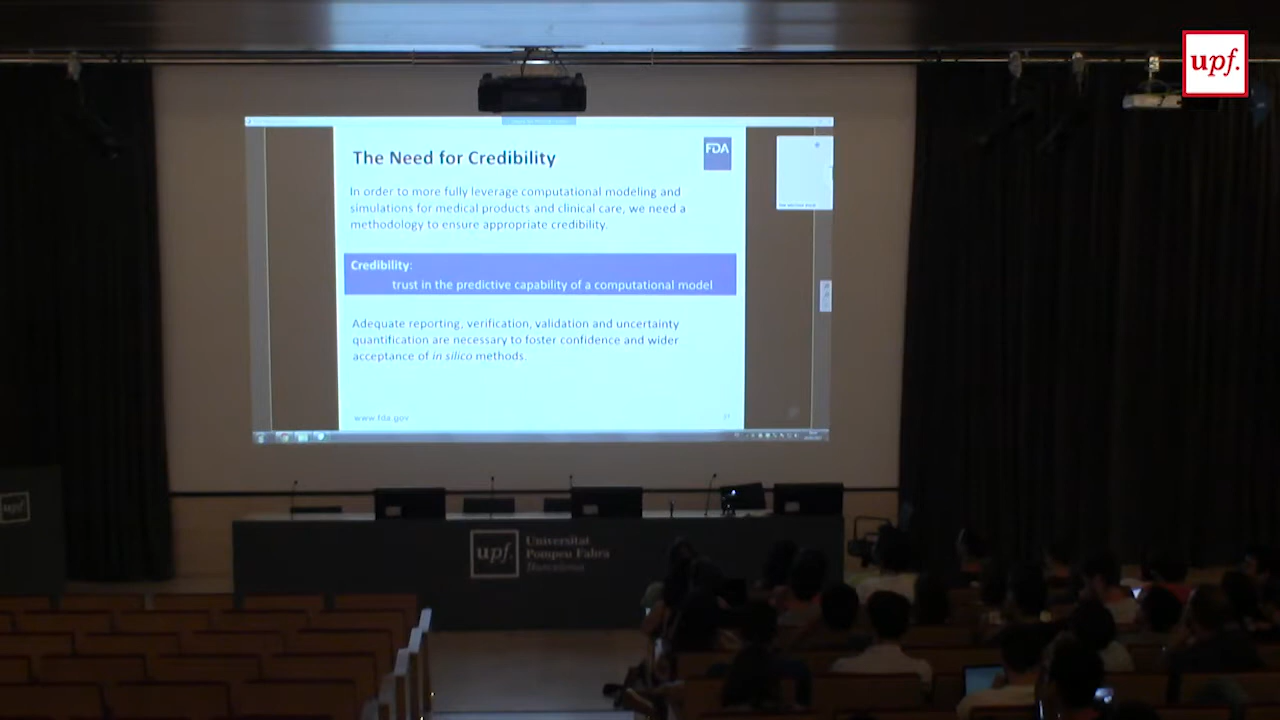 upf.
The Need for Credibility
FDA
In order to more fully leverage computational modeling and
simulations for medical products and clinical care, we need a
methodology to ensure appropriate credibility.
Credibility:
trust in the predictive capability of a computational model
Adequate reporting, verification, validation and uncertainty
quantification are necessary to foster confidence and wider
acceptance of in silico methods.
www.fda.gov
upf.
upf.
Universitat
Pompeu Fabra
Barcelona